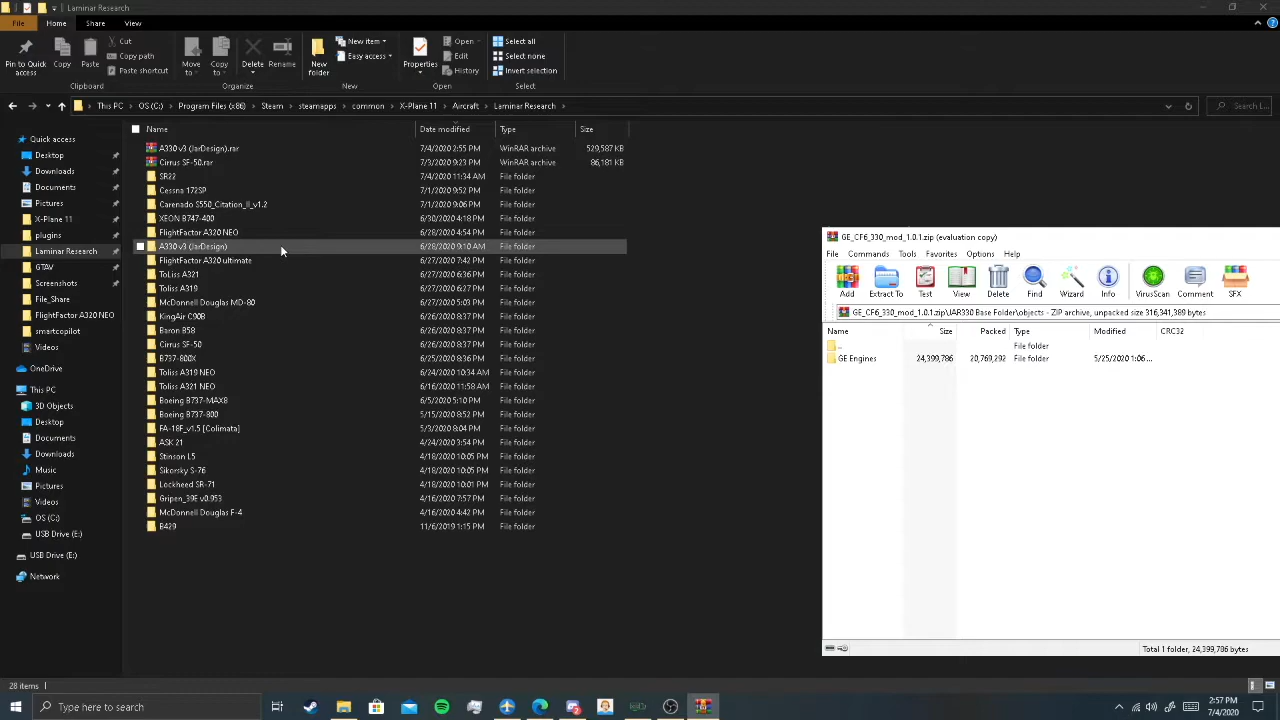 Laminar Research
File
Home
Share
View
Pin to Quick access
Copy
Paste
Cut
Copy path
Paste shortcut
Move to
Copy to
Delete
Rename
New folder
New item
Easy access
Properties
Open
Edit
History
Select all
Select none
Invert selection
Clipboard
Organize
New
Open
Select
This PC > OS (C:) > Program Files (x86) > Steam > steamapps > common > X-Plane 11 > Aircraft > Laminar Research >
Search L...
Name Date modified Type Size
A330 v3 (JarDesign).rar 7/4/2020 2:55 PM WinRAR archive 529,587 KB
Cirrus SF-50.rar 7/3/2020 9:23 PM WinRAR archive 86,181 KB
SR22 7/4/2020 11:34 AM File folder
Cessna 172SP 7/1/2020 9:52 PM File folder
Carenado S550_Citation_II_v1.2 7/1/2020 9:06 PM File folder
XEON B747-400 6/30/2020 4:18 PM File folder
FlightFactor A320 NEO 6/28/2020 4:54 PM File folder
A330 v3 (JarDesign) 6/28/2020 9:10 AM File folder
FlightFactor A320 ultimate 6/27/2020 7:42 PM File folder
ToLiss A321 6/27/2020 6:36 PM File folder
Toliss A319 6/27/2020 6:27 PM File folder
McDonnell Douglas MD-80 6/27/2020 5:03 PM File folder
KingAir C90B 6/26/2020 8:37 PM File folder
Baron B58 6/26/2020 8:37 PM File folder
Cirrus SF-50 6/26/2020 8:37 PM File folder
B737-800X 6/25/2020 8:36 PM File folder
Toliss A319 NEO 6/24/2020 10:34 AM File folder
Toliss A321 NEO 6/16/2020 11:58 AM File folder
Boeing B737-MAX8 6/5/2020 5:10 PM File folder
Boeing B737-800 5/15/2020 8:52 PM File folder
FA-18F_v1.5 [Colimata] 5/3/2020 8:04 PM File folder
ASK 21 4/24/2020 3:54 PM File folder
Stinson L5 4/18/2020 10:05 PM File folder
Sikorsky S-76 4/18/2020 10:05 PM File folder
Lockheed SR-71 4/18/2020 10:01 PM File folder
Gripen_39E v0.953 4/16/2020 7:57 PM File folder
McDonnell Douglas F-4 4/16/2020 4:42 PM File folder
B429 11/6/2019 1:15 PM File folder
Quick access
Desktop
Downloads
Documents
Pictures
X-Plane 11
plugins
Laminar Research
GTAV
Screenshots
File_Share
FlightFactor A320 NEO
smartcopilot
Videos
OneDrive
This PC
3D Objects
Desktop
Documents
Downloads
Music
Pictures
Videos
OS (C:)
USB Drive (E:)
USB Drive (E:)
Network
28 items
GE_CF6_330_mod_1.0.1.zip (evaluation copy)
File Commands Tools Favorites Options Help
Add Extract To Test View Delete Find Wizard Info VirusScan Comment SFX
GE_CF6_330_mod_1.0.1.zip\JAR330 Base Folder\objects - ZIP archive, unpacked size 316,341,389 bytes
Name Size Packed Type Modified CRC32
.. File folder
GE Engines 24,399,786 20,769,292 File folder 5/25/2020 1:06 ...
Total 1 folder, 24,399,786 bytes
Type here to search
2:57 PM
7/4/2020